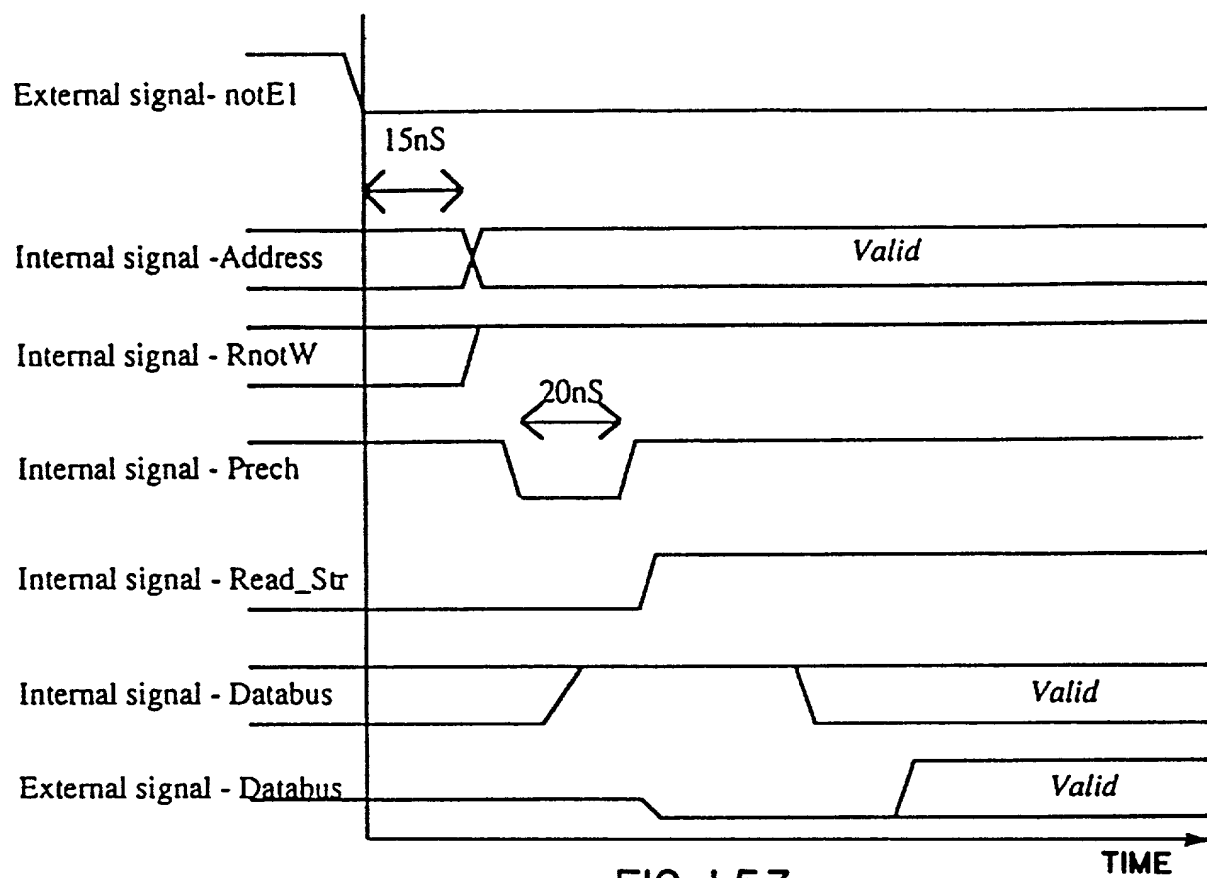 External signal- notE1
15nS
Internal signal -Address
Valid
Internal signal - RnotW
20nS
Internal signal - Prech
Internal signal - Read_Str
Internal signal - Databus
Valid
External signal - Databus
Valid
TIME